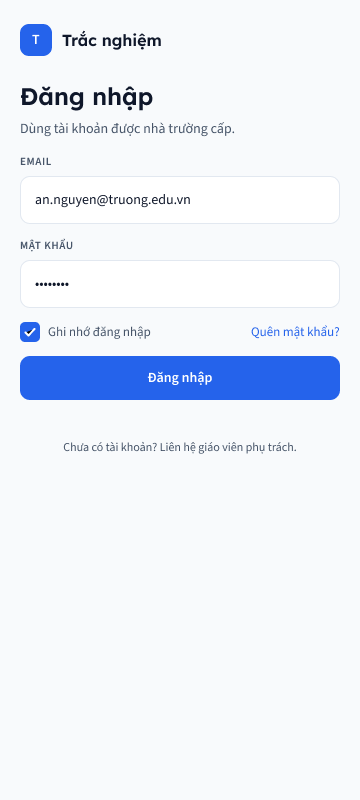 T Trắc nghiệm
Đăng nhập
Dùng tài khoản được nhà trường cấp.
EMAIL
an.nguyen@truong.edu.vn
MẬT KHẨU
••••••••
Ghi nhớ đăng nhập Quên mật khẩu?
Đăng nhập
Chưa có tài khoản? Liên hệ giáo viên phụ trách.